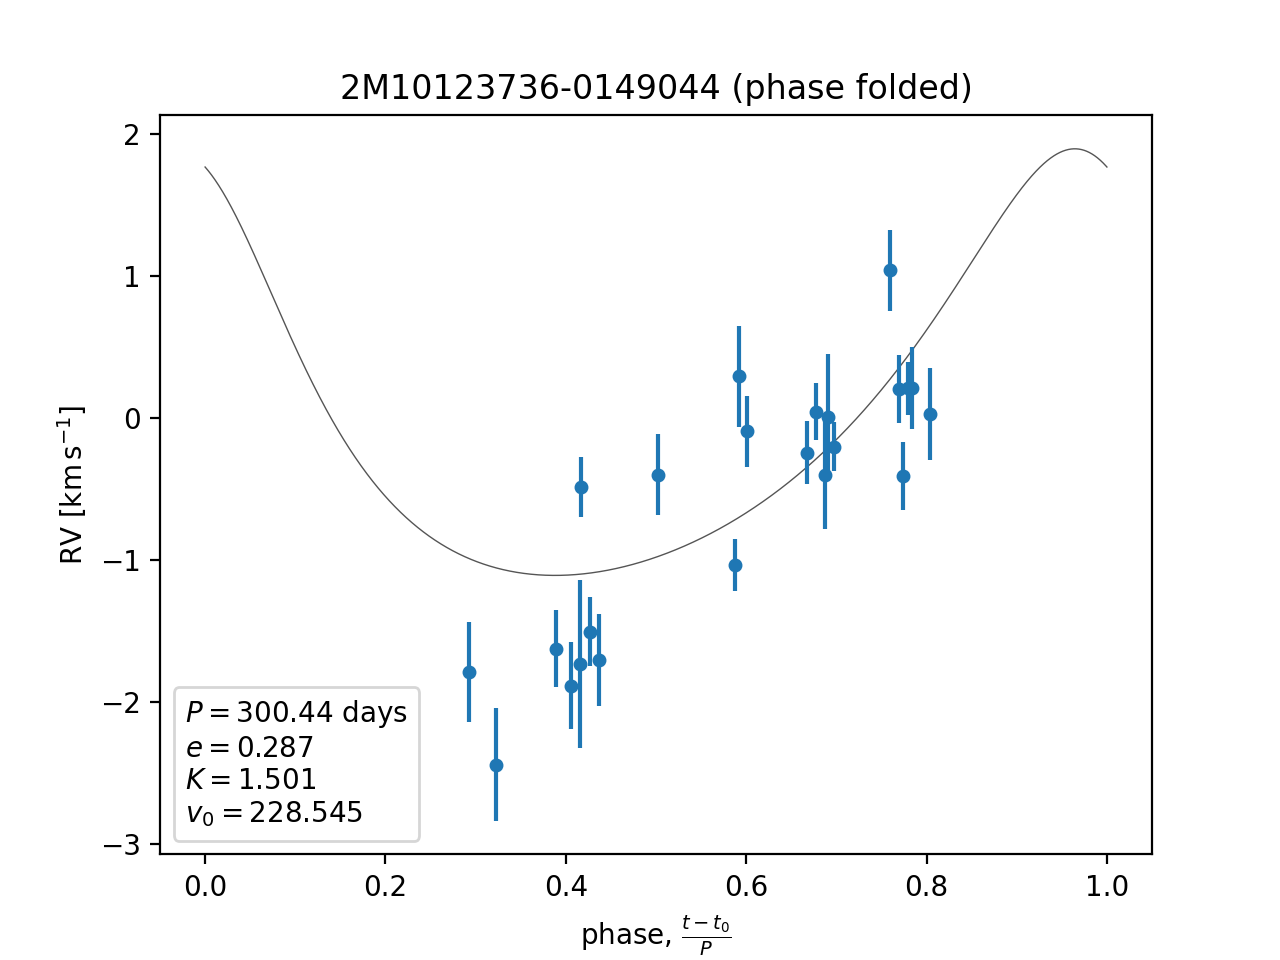 2M10123736-0149044 (phase folded)
RV [km s⁻¹]
2
1
0
−1
−2
−3
P = 300.44 days
e = 0.287
K = 1.501
v₀ = 228.545
0.0 0.2 0.4 0.6 0.8 1.0
phase, (t − t₀)/P